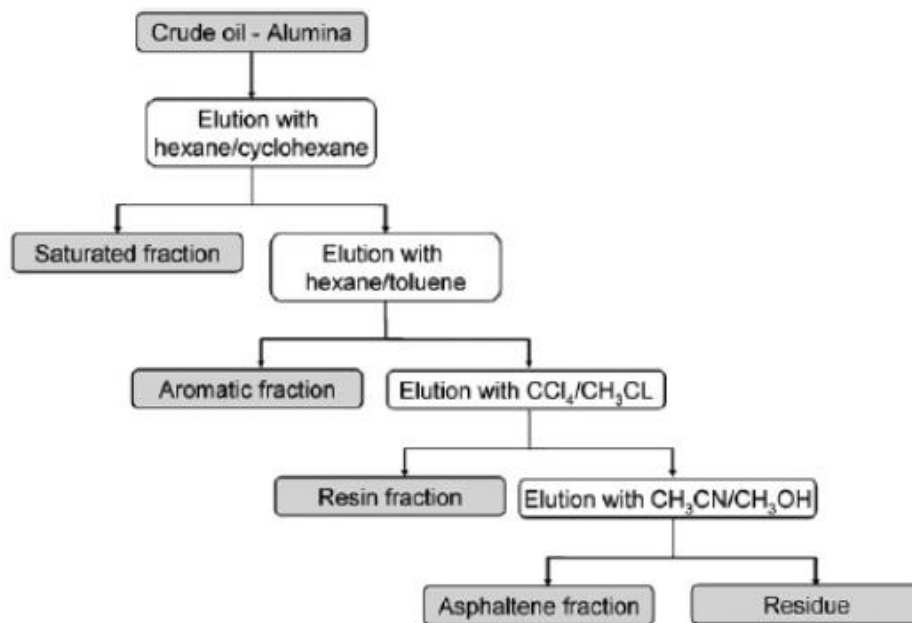 Crude oil - Alumina
Elution with
hexane/cyclohexane
Saturated fraction
Elution with
hexane/toluene
Aromatic fraction
Elution with CCl₄/CH₃CL
Resin fraction
Elution with CH₃CN/CH₃OH
Asphaltene fraction
Residue